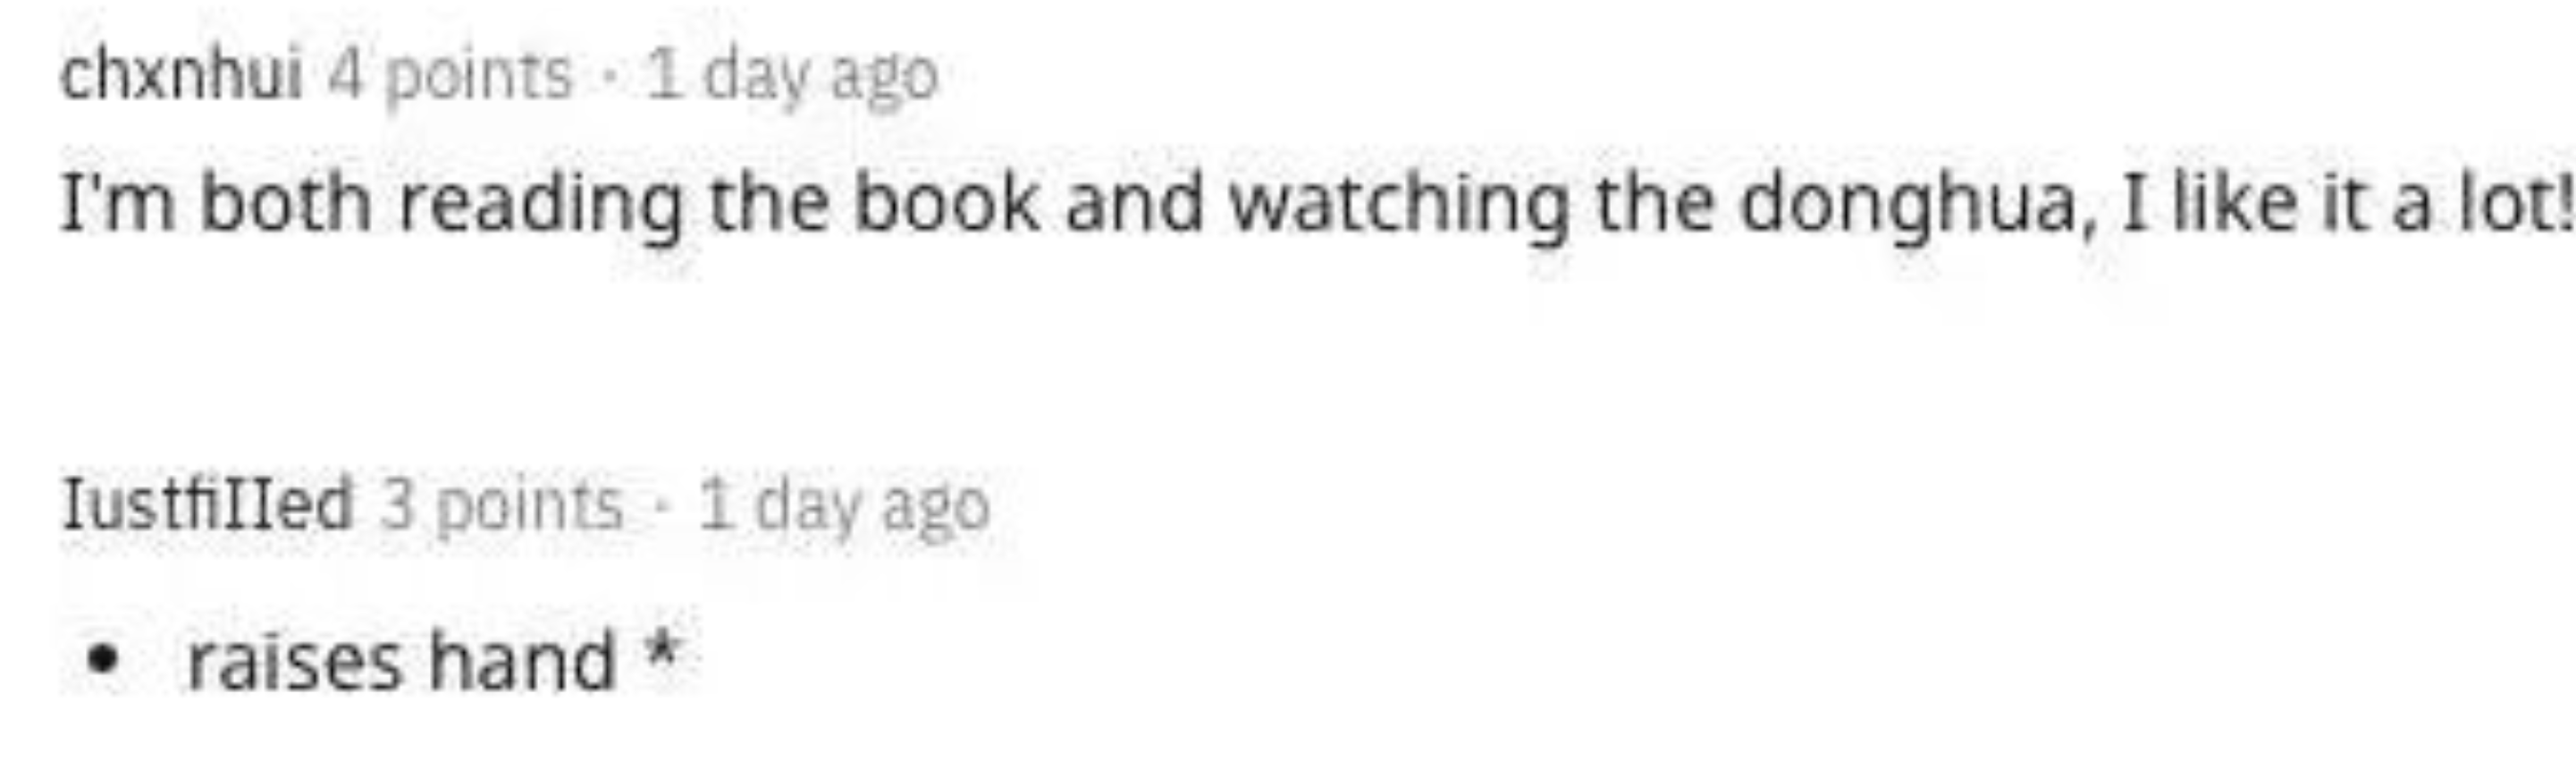 chxnhui 4 points · 1 day ago
I'm both reading the book and watching the donghua, I like it a lot!
IustfiIIed 3 points · 1 day ago
• raises hand *